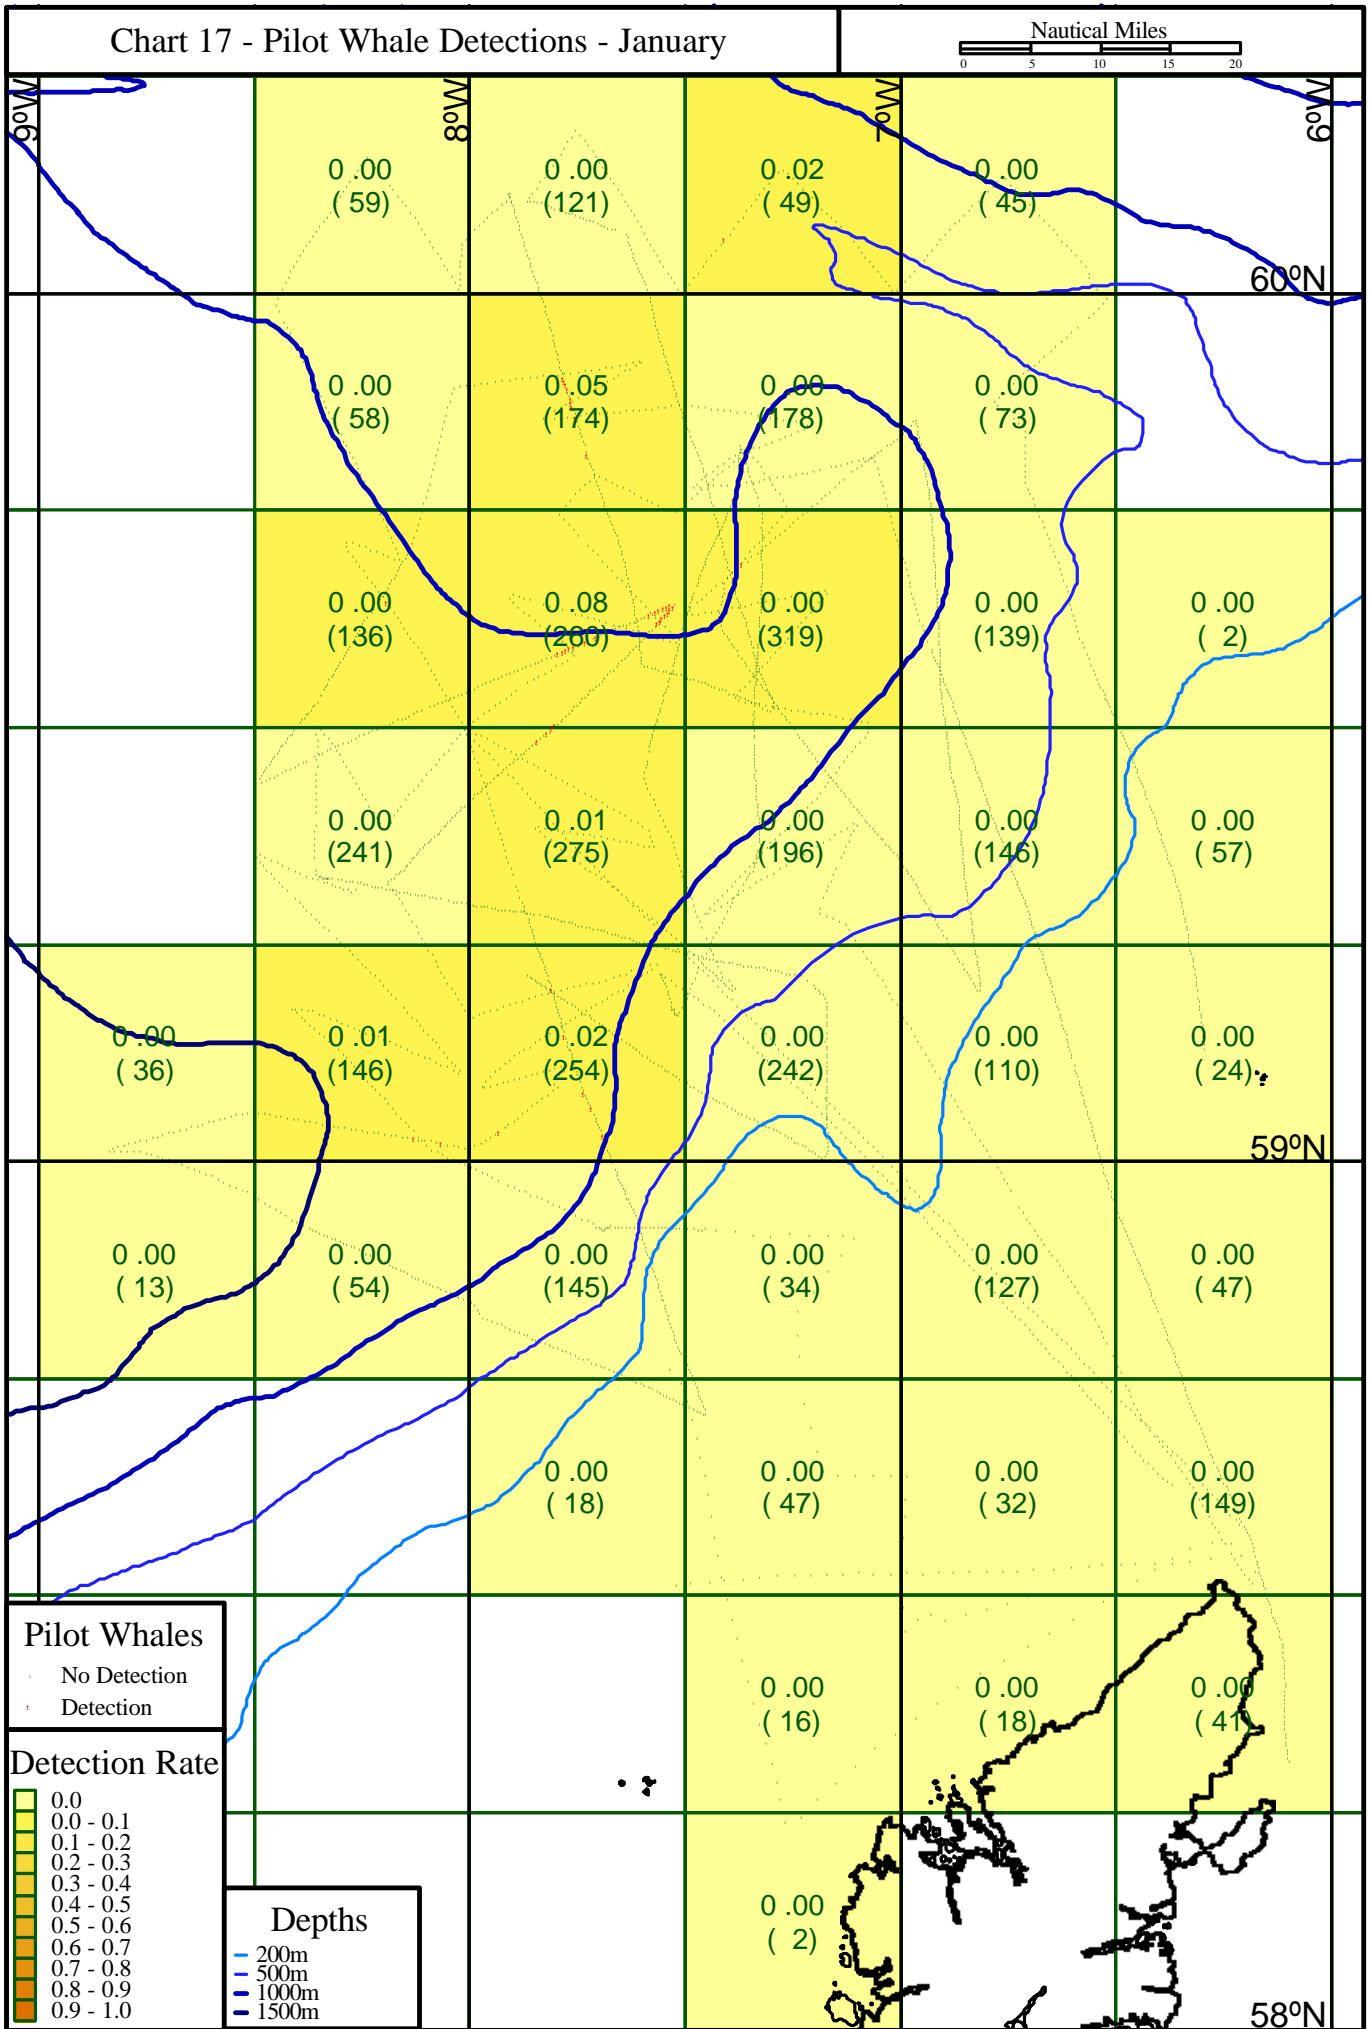 Chart 17 - Pilot Whale Detections - January
Nautical Miles
0 5 10 15 20
9ºW 8ºW 7ºW 6ºW
0 .00 0 .00 0 .02 0 .00
( 59) (121) ( 49) ( 45)
60ºN
0 .00 0 .05 0 .00 0 .00
( 58) (174) (178) ( 73)
0 .00 0 .08 0 .00 0 .00 0 .00
(136) (280) (319) (139) ( 2)
0 .00 0 .01 0 .00 0 .00 0 .00
(241) (275) (196) (146) ( 57)
0 .00 0 .01 0 .02 0 .00 0 .00 0 .00
( 36) (146) (254) (242) (110) ( 24)
59ºN
0 .00 0 .00 0 .00 0 .00 0 .00 0 .00
( 13) ( 54) (145) ( 34) (127) ( 47)
0 .00 0 .00 0 .00 0 .00
( 18) ( 47) ( 32) (149)
0 .00 0 .00 0 .00
( 16) ( 18) ( 41)
0 .00
( 2)
58ºN
Pilot Whales
No Detection
Detection
Detection Rate
0.0
0.0 - 0.1
0.1 - 0.2
0.2 - 0.3
0.3 - 0.4
0.4 - 0.5
0.5 - 0.6
0.6 - 0.7
0.7 - 0.8
0.8 - 0.9
0.9 - 1.0
Depths
200m
500m
1000m
1500m